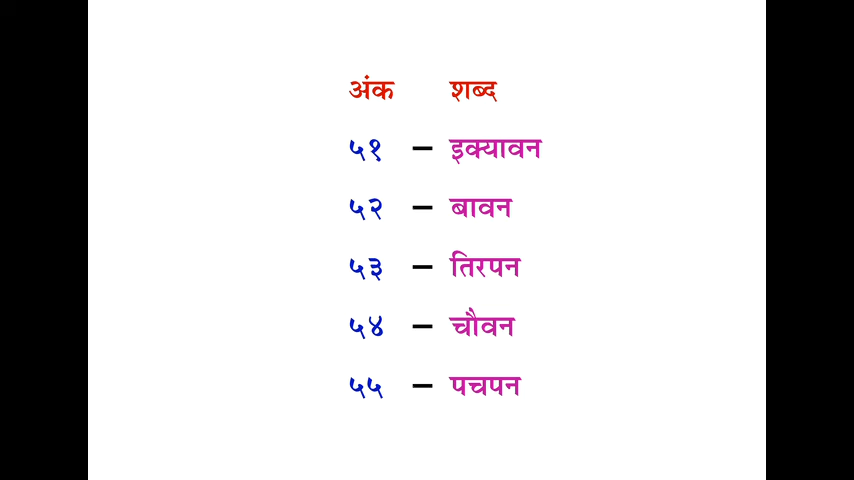 अंक शब्द
५१ – इक्यावन
५२ – बावन
५३ – तिरपन
५४ – चौवन
५५ – पचपन